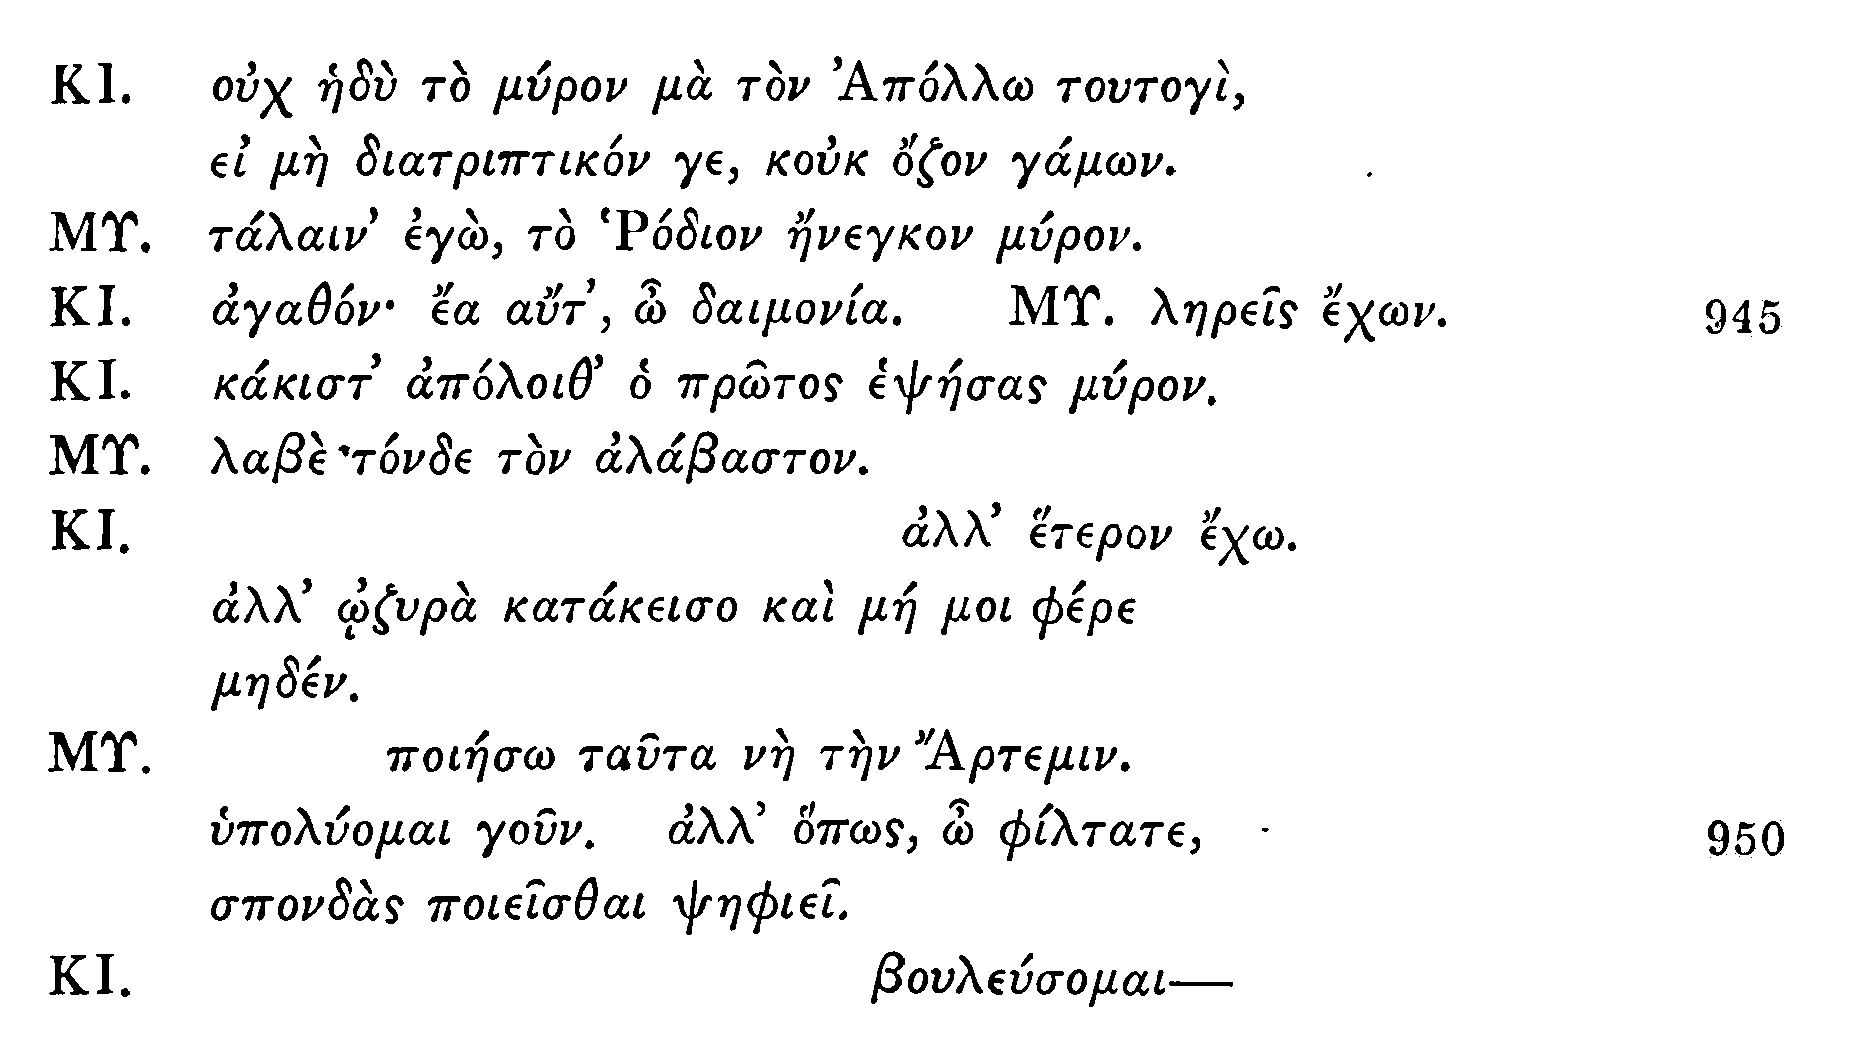 ΚΙ. οὐχ ἡδὺ τὸ μύρον μὰ τὸν Ἀπόλλω τουτογὶ,
εἰ μὴ διατριπτικόν γε, κοὐκ ὄζον γάμων.
ΜΥ. τάλαιν’ ἐγὼ, τὸ Ῥόδιον ἤνεγκον μύρον.
ΚΙ. ἀγαθόν· ἔα αὔτ’, ὦ δαιμονία. ΜΥ. ληρεῖς ἔχων. 945
ΚΙ. κάκιστ’ ἀπόλοιθ’ ὁ πρῶτος ἑψήσας μύρον.
ΜΥ. λαβὲ τόνδε τὸν ἀλάβαστον.
ΚΙ. ἀλλ’ ἕτερον ἔχω.
ἀλλ’ ᾠζυρὰ κατάκεισο καὶ μή μοι φέρε
μηδέν.
ΜΥ. ποιήσω ταῦτα νὴ τὴν Ἄρτεμιν.
ὑπολύομαι γοῦν. ἀλλ’ ὅπως, ὦ φίλτατε, 950
σπονδὰς ποιεῖσθαι ψηφιεῖ.
ΚΙ. βουλεύσομαι—